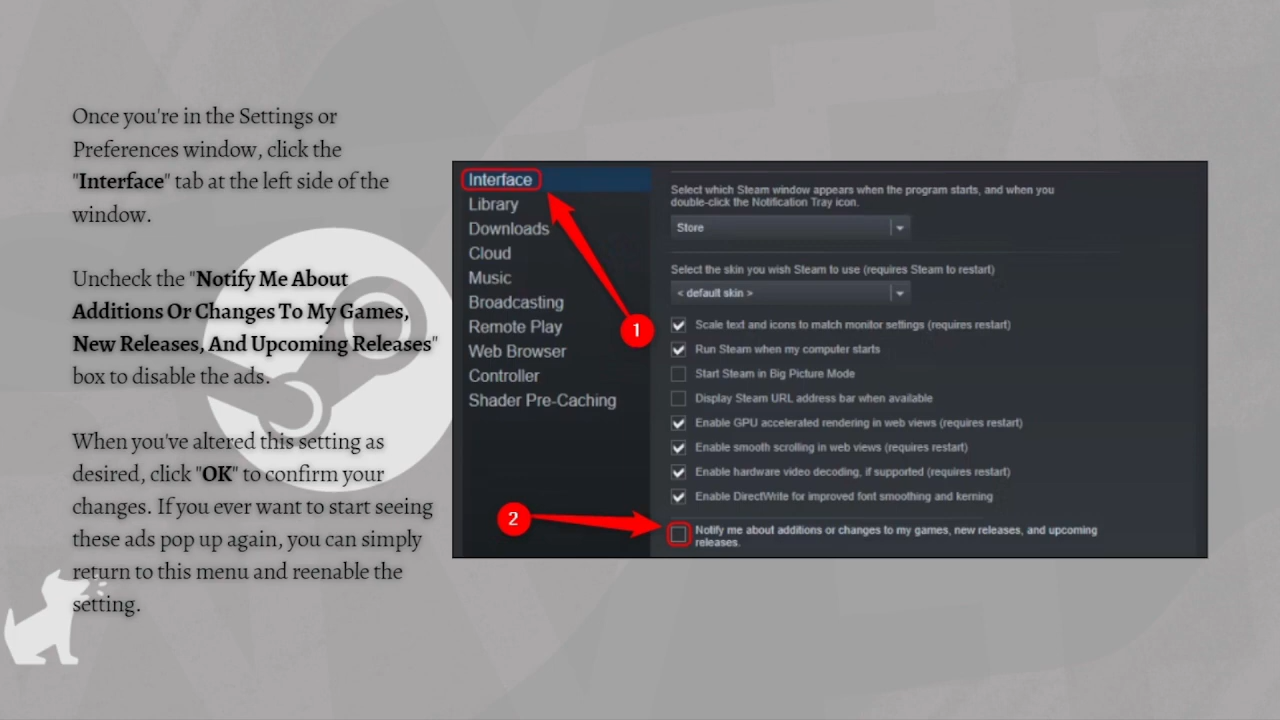 Once you're in the Settings or
Preferences window, click the
"Interface" tab at the left side of the
window.
Uncheck the "Notify Me About
Additions Or Changes To My Games,
New Releases, And Upcoming Releases"
box to disable the ads.
When you've altered this setting as
desired, click "OK" to confirm your
changes. If you ever want to start seeing
these ads pop up again, you can simply
return to this menu and reenable the
setting.
Interface
Library
Downloads
Cloud
Music
Broadcasting
Remote Play
Web Browser
Controller
Shader Pre-Caching
1
2
Select which Steam window appears when the program starts, and when you
double-click the Notification Tray icon.
Store
Select the skin you wish Steam to use (requires Steam to restart)
< default skin >
Scale text and icons to match monitor settings (requires restart)
Run Steam when my computer starts
Start Steam in Big Picture Mode
Display Steam URL address bar when available
Enable GPU accelerated rendering in web views (requires restart)
Enable smooth scrolling in web views (requires restart)
Enable hardware video decoding, if supported (requires restart)
Enable DirectWrite for improved font smoothing and kerning
Notify me about additions or changes to my games, new releases, and upcoming
releases.